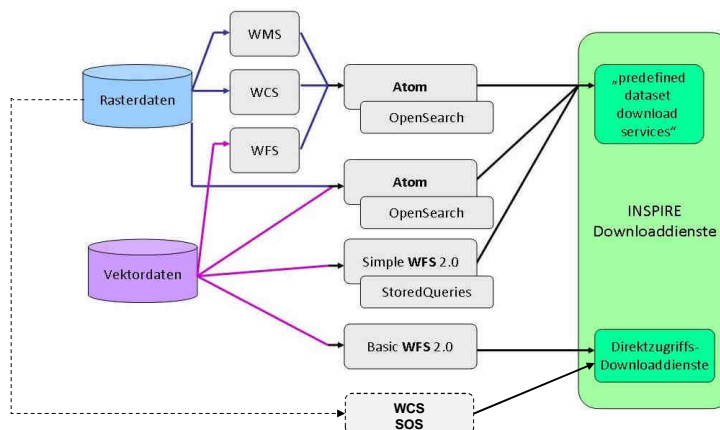 WMS
Rasterdaten
WCS
WFS
Atom
OpenSearch
Atom
OpenSearch
Vektordaten
Simple WFS 2.0
StoredQueries
Basic WFS 2.0
WCS
SOS
„predefined
dataset
download
services“
INSPIRE
Downloaddienste
Direktzugriffs-
Downloaddienste